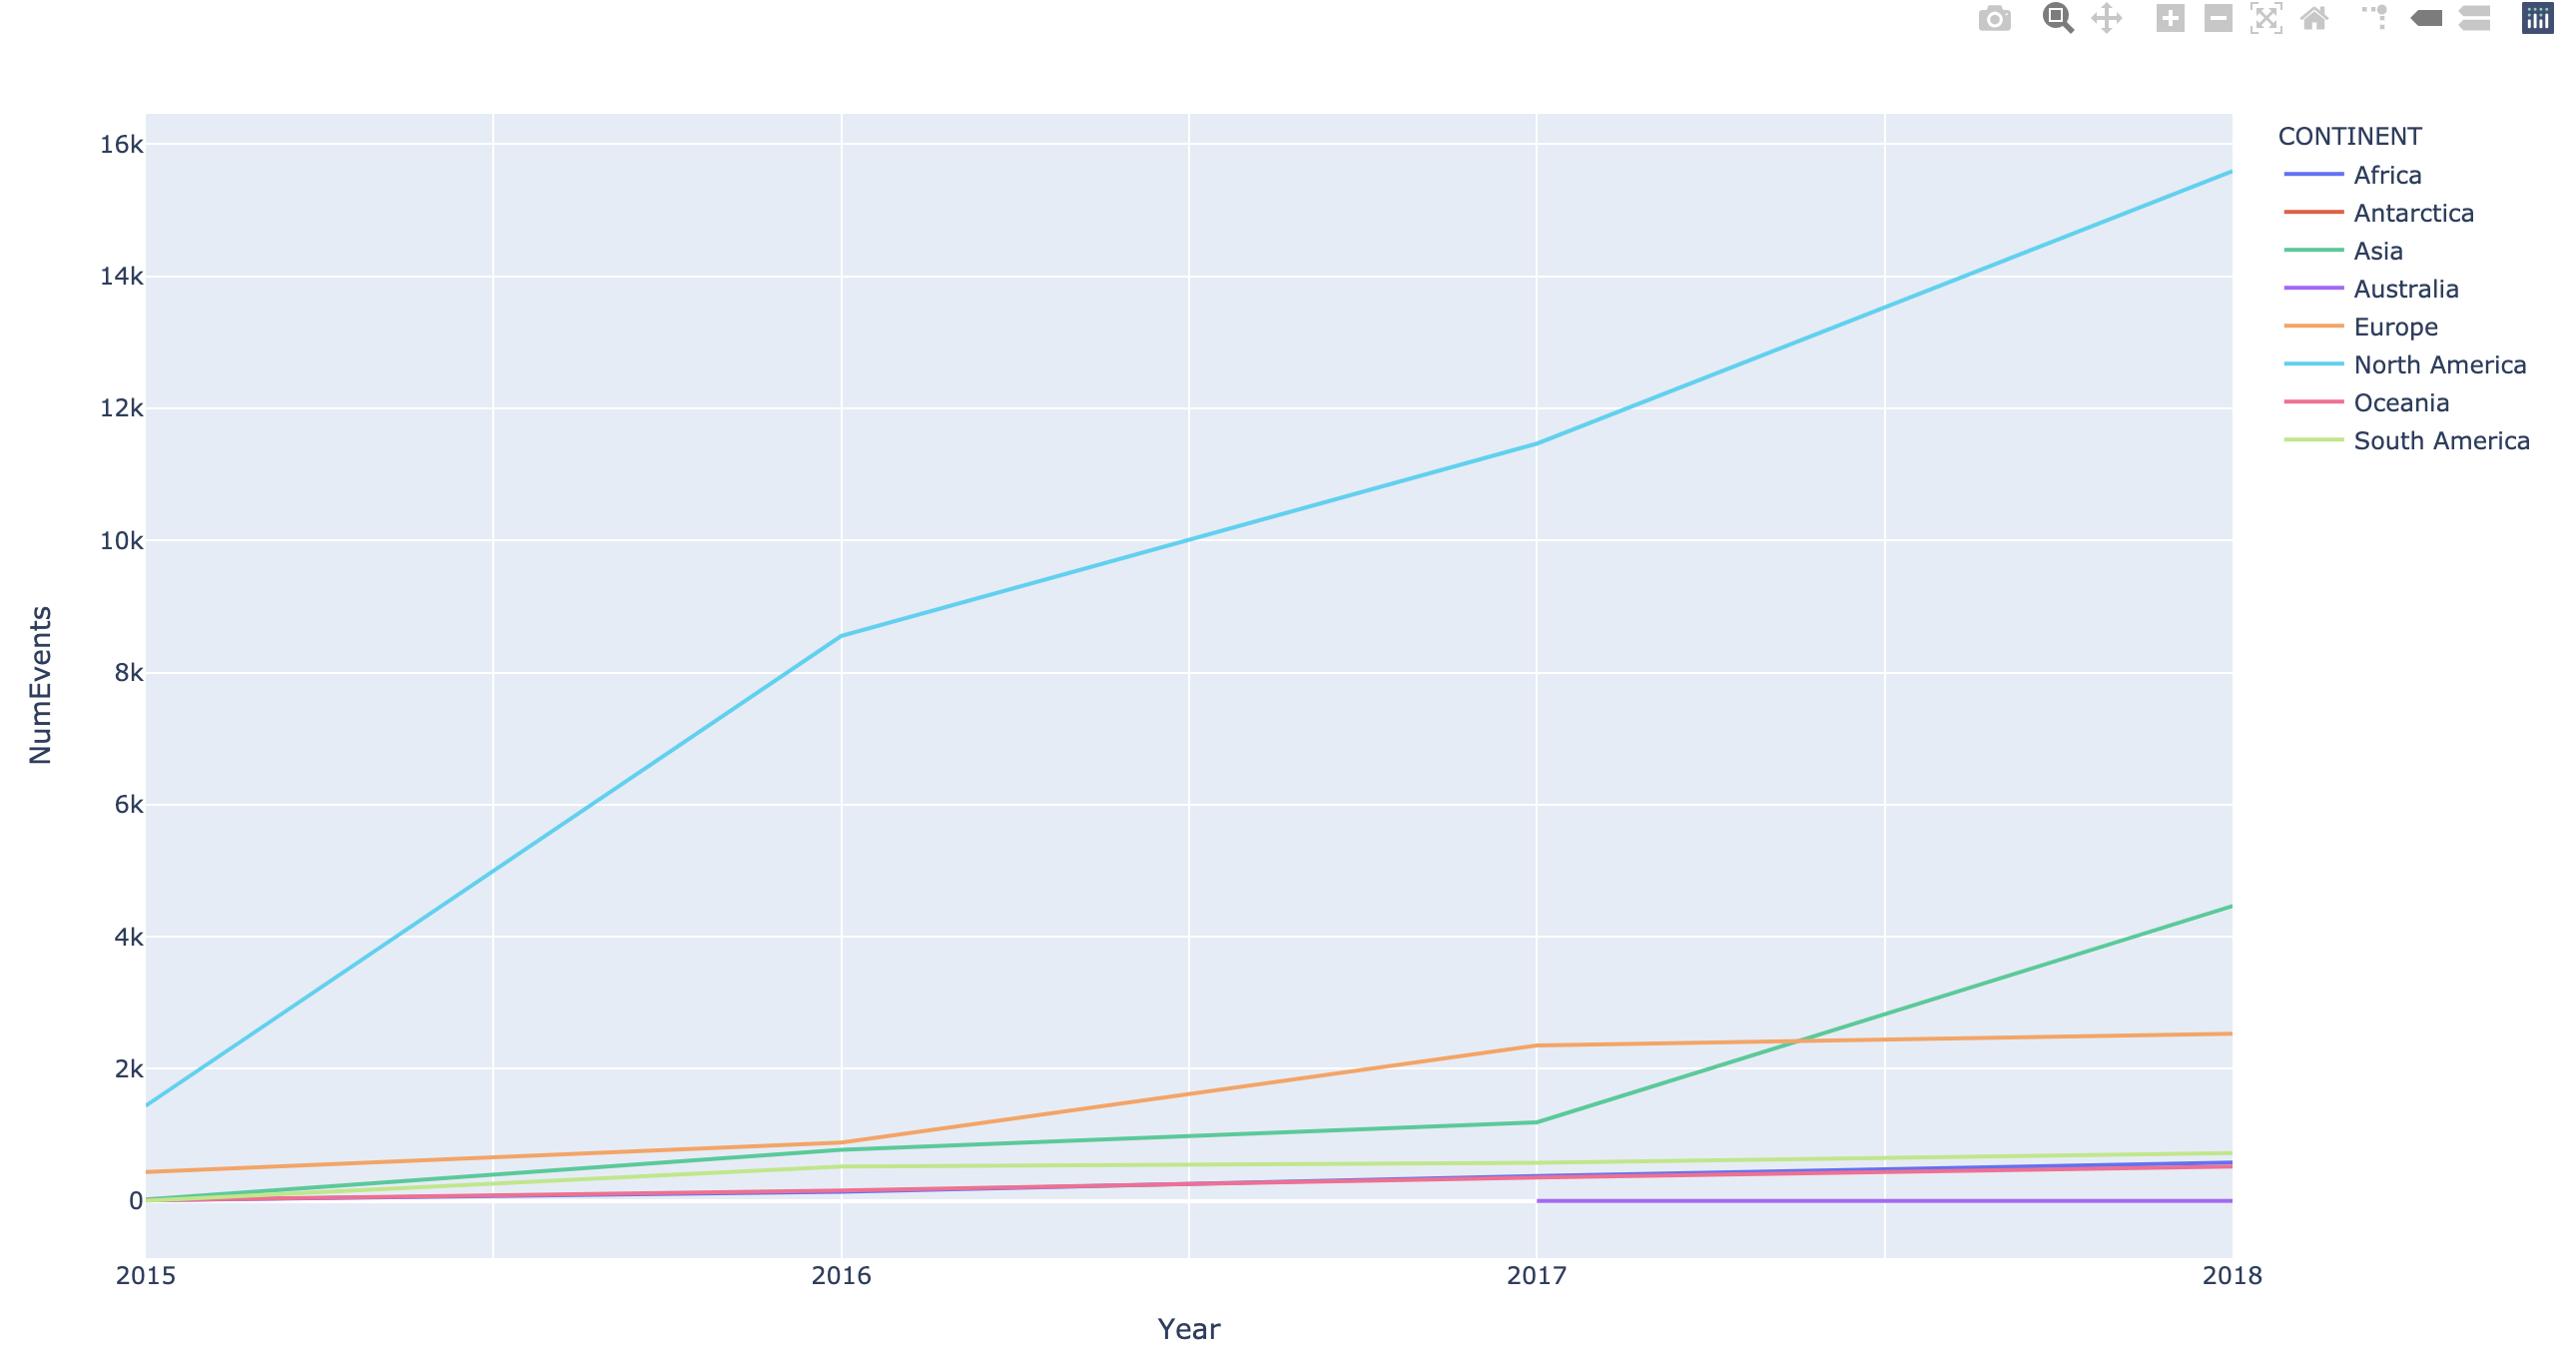 16k
14k
12k
10k
8k
6k
4k
2k
0
NumEvents
2015 2016 2017 2018
Year
CONTINENT
Africa
Antarctica
Asia
Australia
Europe
North America
Oceania
South America